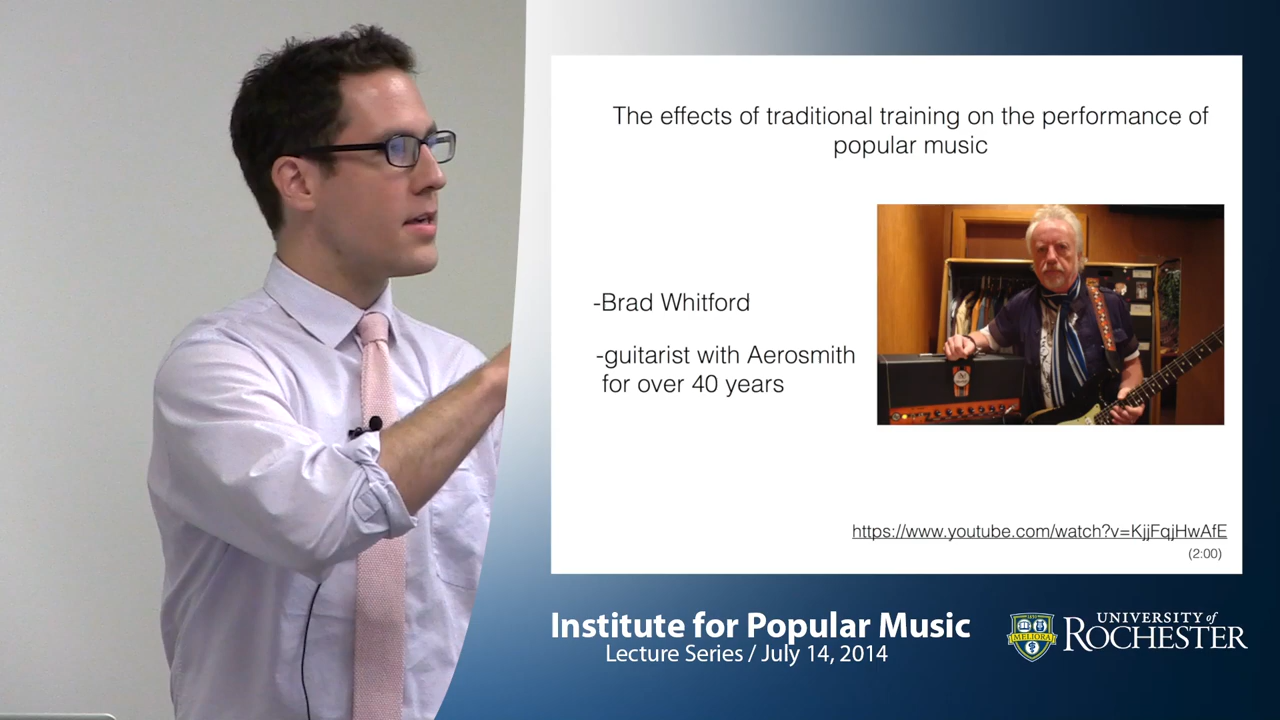 The effects of traditional training on the performance of
popular music
-Brad Whitford
-guitarist with Aerosmith
for over 40 years
https://www.youtube.com/watch?v=KjjFqjHwAfE
(2:00)
Institute for Popular Music
Lecture Series / July 14, 2014
MELIORA
UNIVERSITY of
ROCHESTER